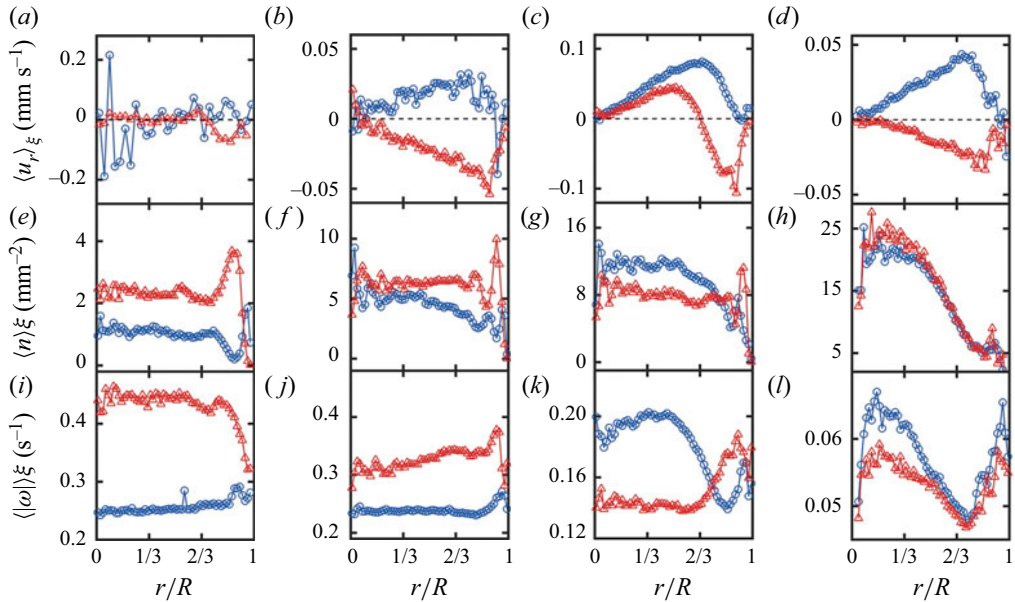 (a) (b) (c) (d)
⟨u_r⟩_ξ (mm s⁻¹)
0.2 0 −0.2
0.05 0 −0.05
0.1 0 −0.1
0.05 0 −0.05
(e) (f) (g) (h)
⟨n⟩ξ (mm⁻²)
4 2 0
10 5 0
16 8 0
25 15 5
(i) (j) (k) (l)
⟨|ω|⟩ξ (s⁻¹)
0.4 0.3 0.2
0.4 0.3 0.2
0.20 0.16 0.12
0.06 0.05
0 1/3 2/3 1 0 1/3 2/3 1 0 1/3 2/3 1 0 1/3 2/3 1
r/R r/R r/R r/R